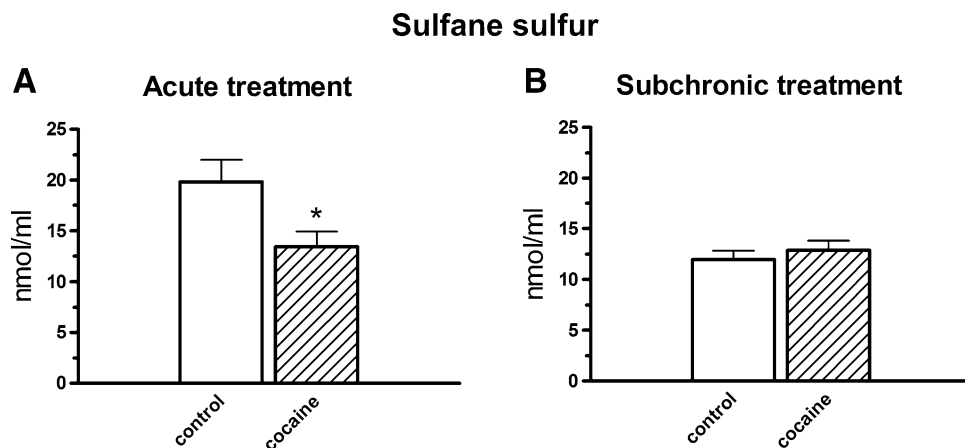 Sulfane sulfur
A
Acute treatment
nmol/ml
25
20
15
10
5
0
*
control
cocaine
B
Subchronic treatment
nmol/ml
25
20
15
10
5
0
control
cocaine